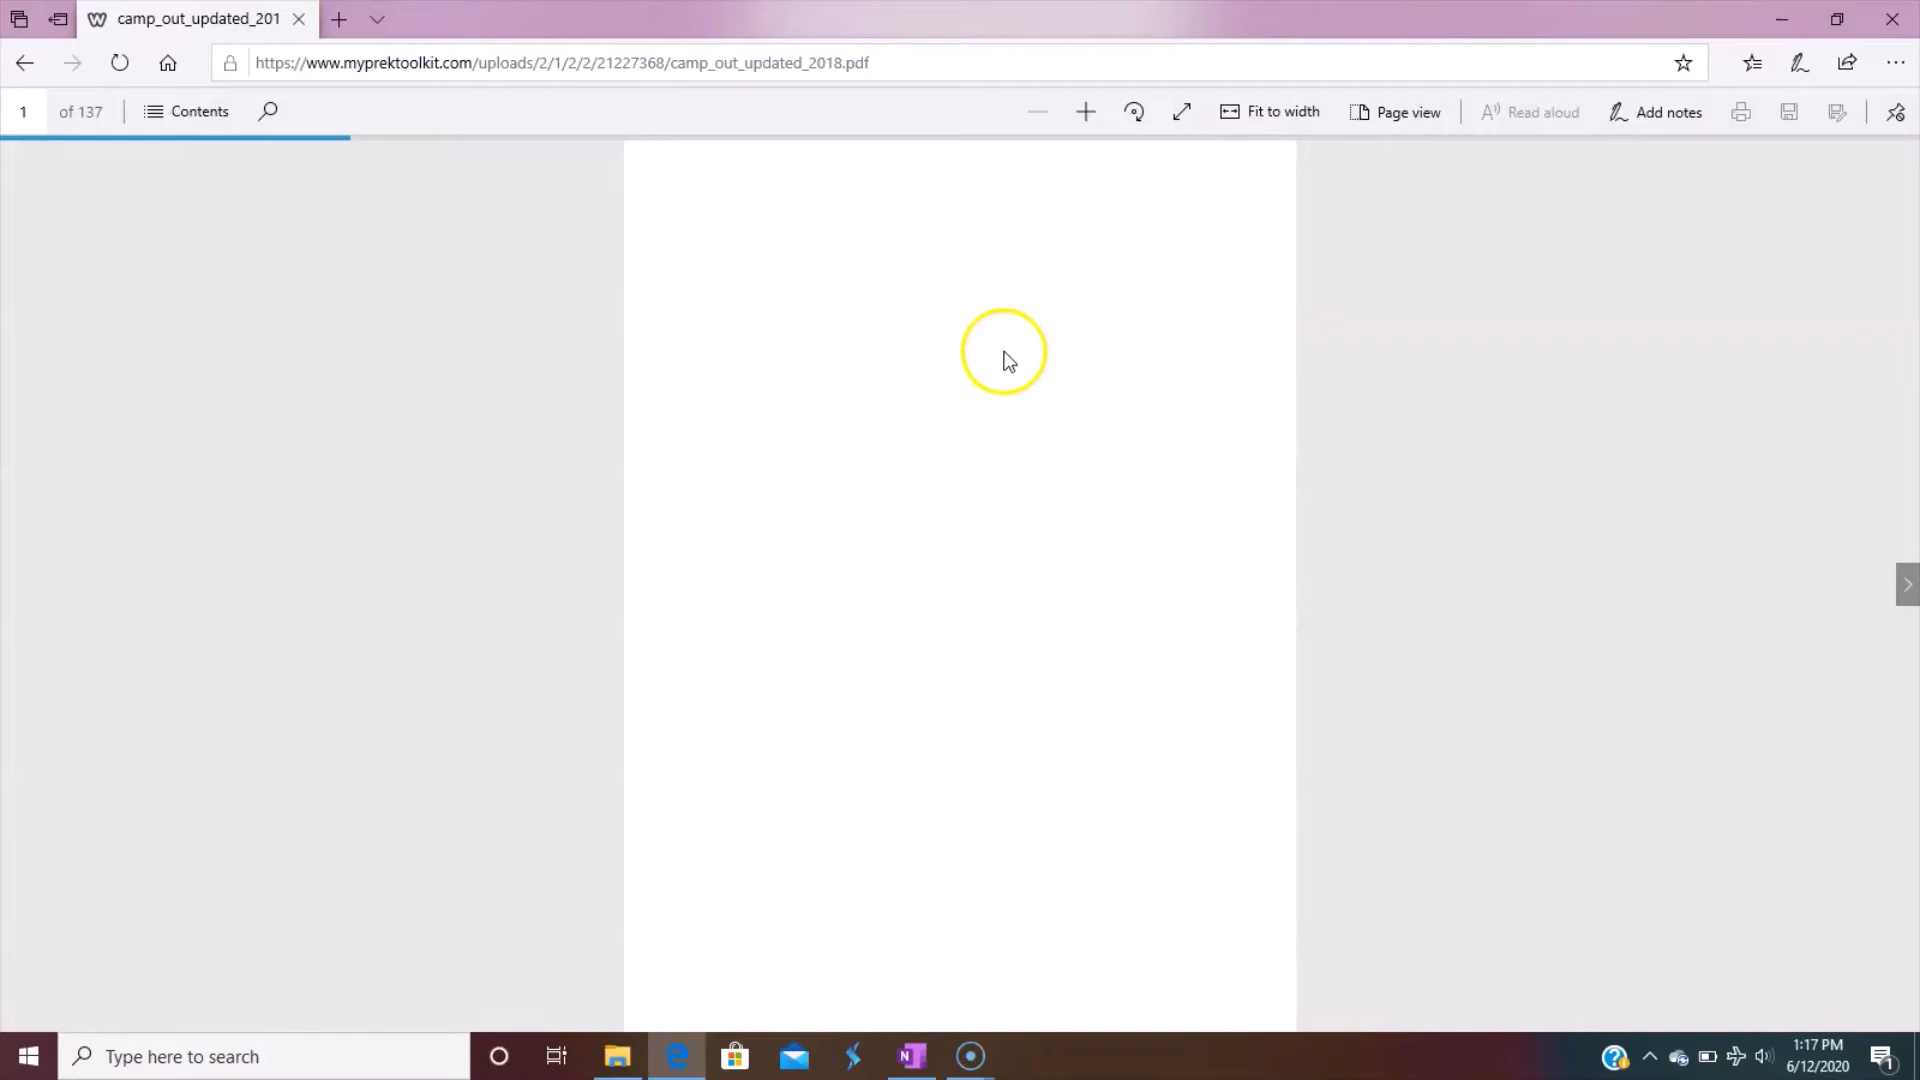 camp_out_updated_201
https://www.myprektoolkit.com/uploads/2/1/2/2/21227368/camp_out_updated_2018.pdf
1 of 137 Contents Fit to width Page view Read aloud Add notes
Type here to search
1:17 PM
6/12/2020
1